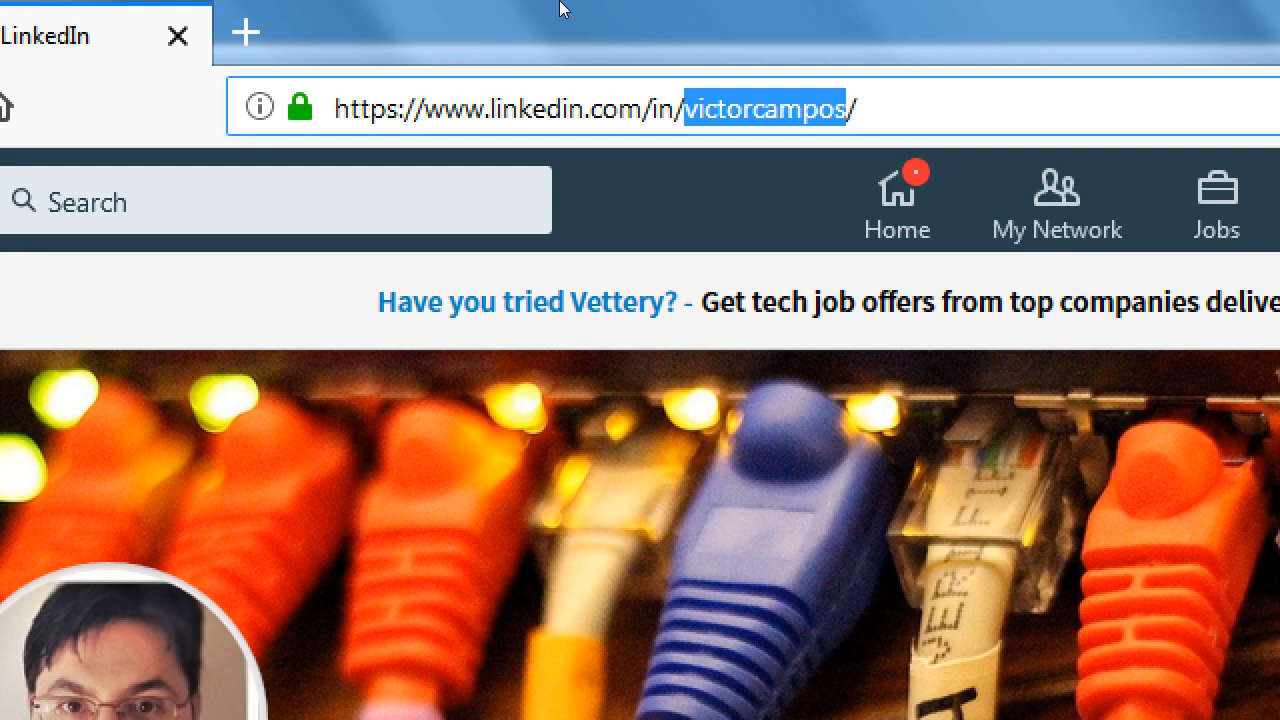 LinkedIn
https://www.linkedin.com/in/victorcampos/
Search
Home
My Network
Jobs
Have you tried Vettery? - Get tech job offers from top companies delive
VERIFIE
H